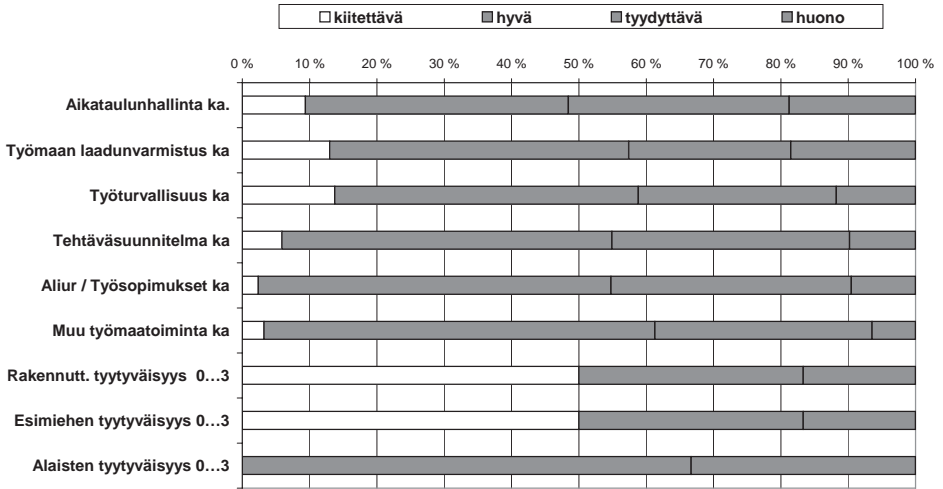 kiitettävä hyvä tyydyttävä huono
0 % 10 % 20 % 30 % 40 % 50 % 60 % 70 % 80 % 90 % 100 %
Aikataulunhallinta ka.
Työmaan laadunvarmistus ka
Työturvallisuus ka
Tehtäväsuunnitelma ka
Aliur / Työsopimukset ka
Muu työmaatoiminta ka
Rakennutt. tyytyväisyys 0…3
Esimiehen tyytyväisyys 0…3
Alaisten tyytyväisyys 0…3